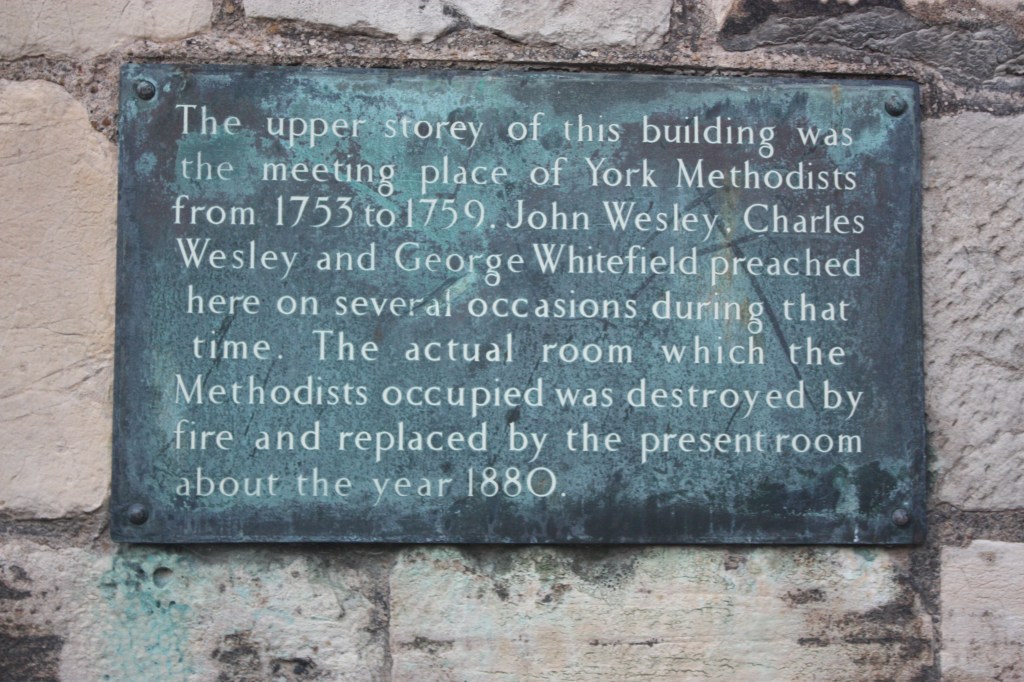 The upper storey of this building was
the meeting place of York Methodists
from 1753 to 1759. John Wesley, Charles
Wesley and George Whitefield preached
here on several occasions during that
time. The actual room which the
Methodists occupied was destroyed by
fire and replaced by the present room
about the year 1880.